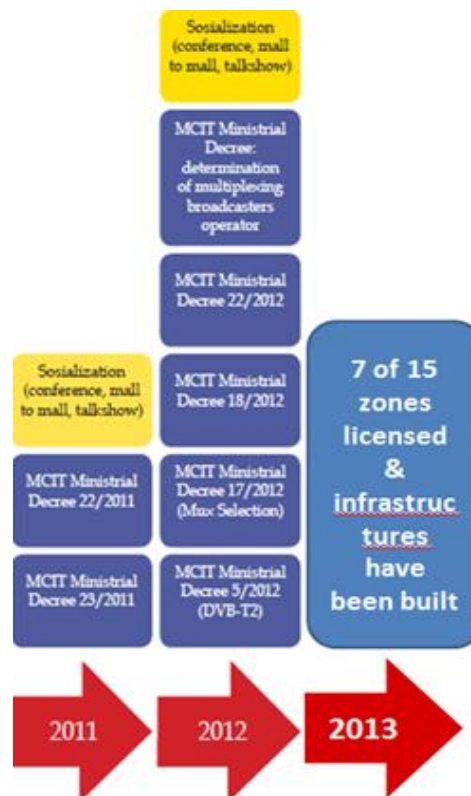 Sosialization
(conference, mall
to mall, talkshow)
MCIT Ministrial
Decree:
determination
of multiplexing
broadcasters
operator
MCIT Ministrial
Decree 22/2012
Sosialization
(conference, mall
to mall, talkshow)
MCIT Ministrial
Decree 18/2012
MCIT Ministrial
Decree 22/2011
MCIT Ministrial
Decree 17/2012
(Mux Selection)
MCIT Ministrial
Decree 23/2011
MCIT Ministrial
Decree 5/2012
(DVB-T2)
7 of 15
zones
licensed
&
infrastruc
tures
have
been built
2011
2012
2013